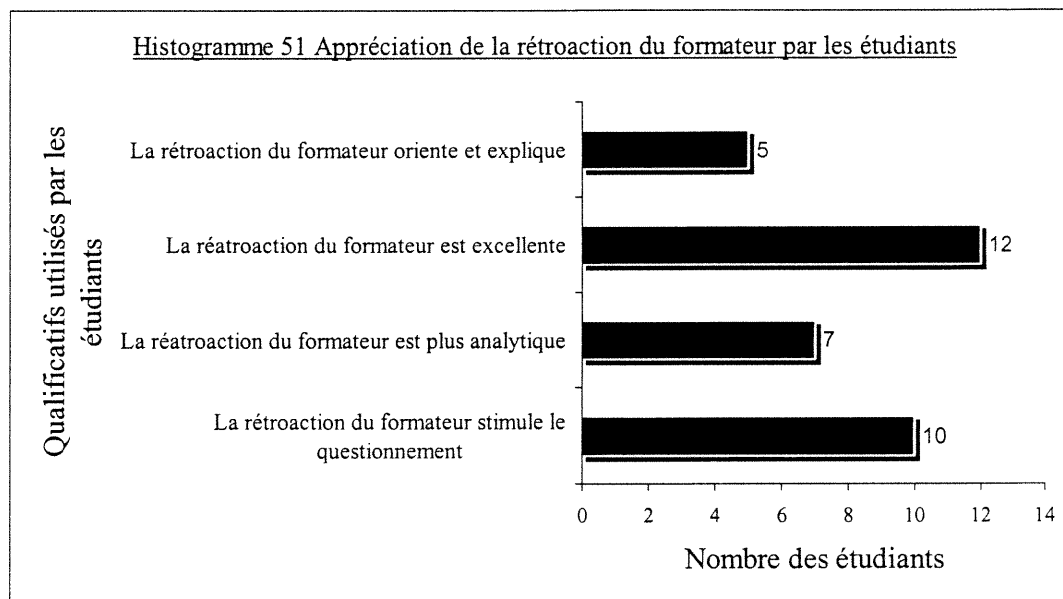 Histogramme 51 Appréciation de la rétroaction du formateur par les étudiants
Qualificatifs utilisés par les
étudiants
La rétroaction du formateur oriente et explique
5
La réatroaction du formateur est excellente
12
La réatroaction du formateur est plus analytique
7
La rétroaction du formateur stimule le
questionnement
10
0 2 4 6 8 10 12 14
Nombre des étudiants